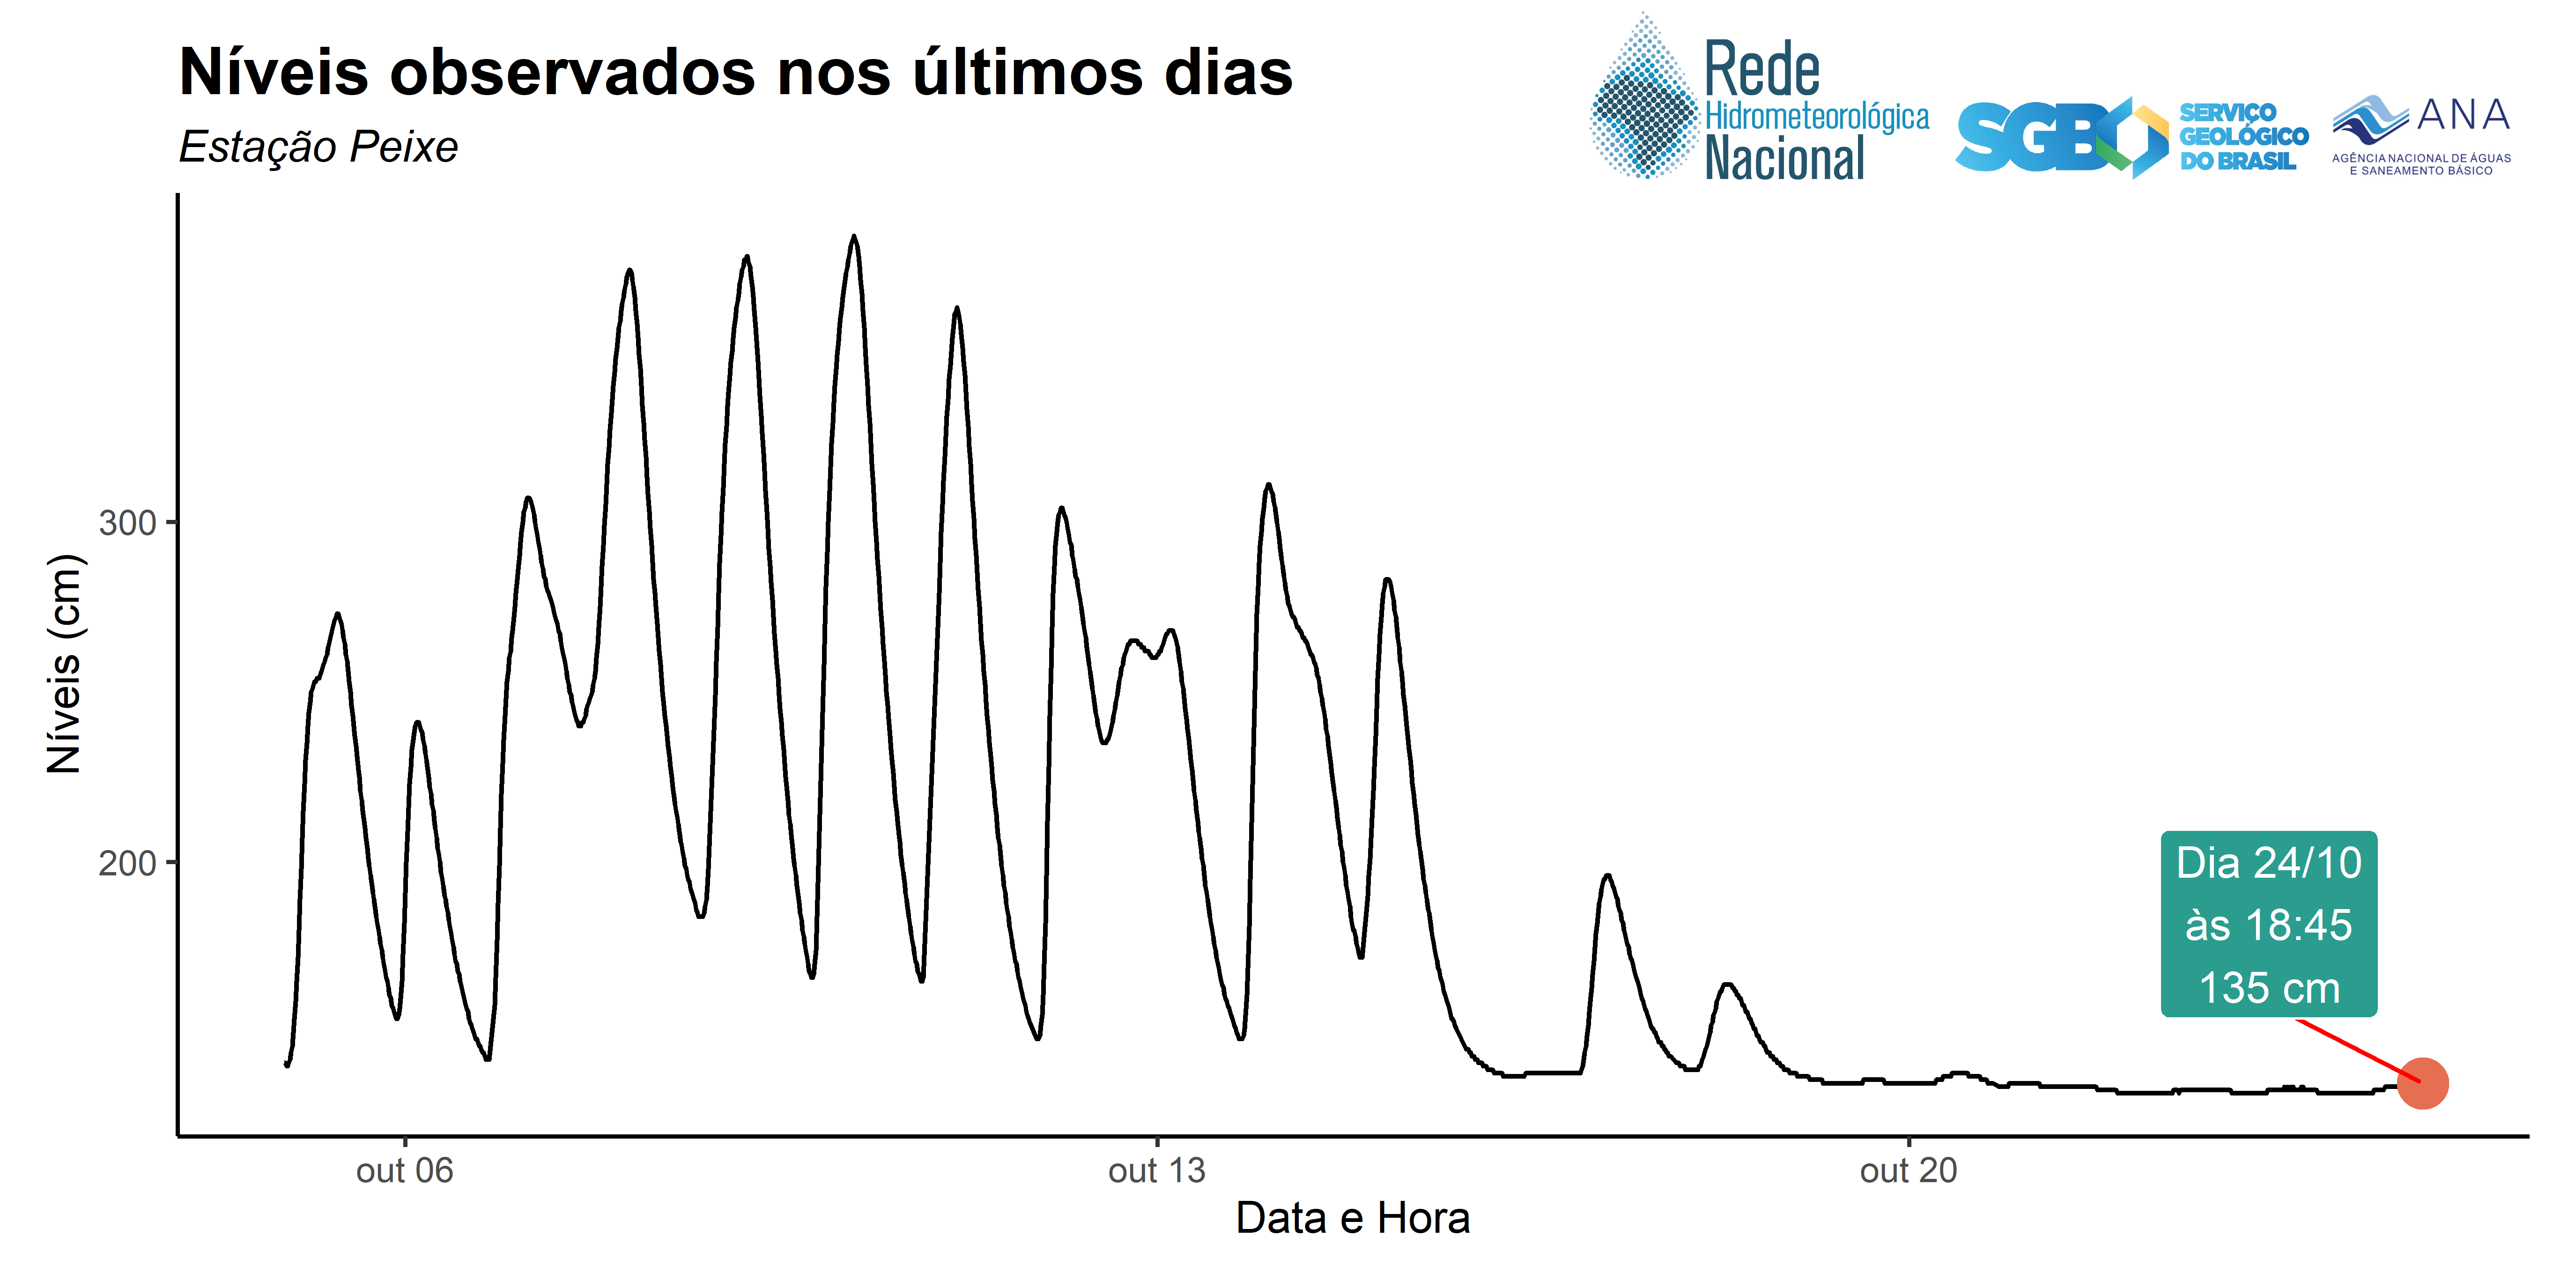 Níveis observados nos últimos dias
Estação Peixe
Rede
Hidrometeorológica
Nacional
SGB
SERVIÇO
GEOLÓGICO
DO BRASIL
ANA
AGÊNCIA NACIONAL DE ÁGUAS
E SANEAMENTO BÁSICO
Níveis (cm)
300
200
Dia 24/10
às 18:45
135 cm
out 06
out 13
out 20
Data e Hora